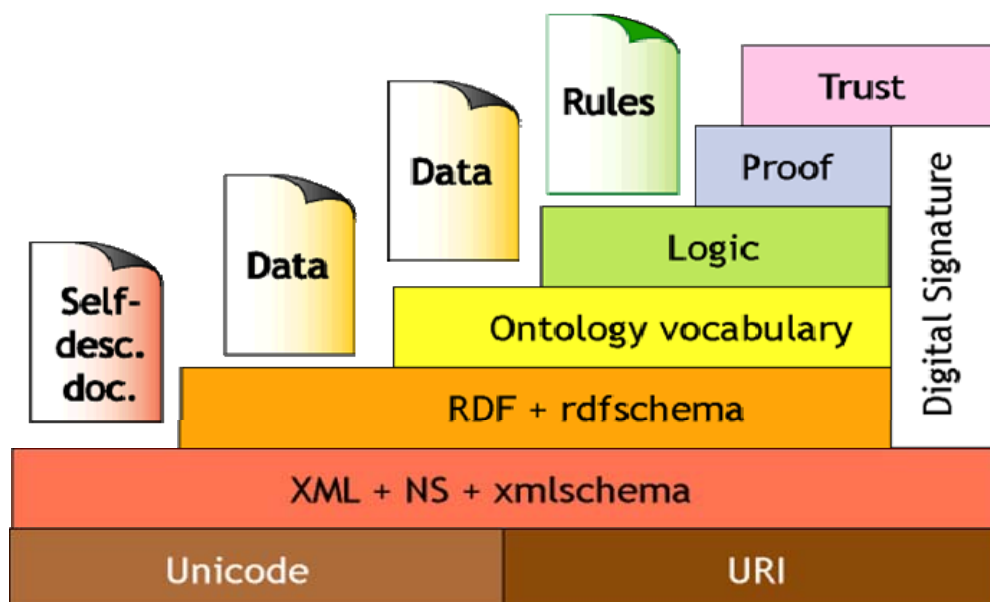 Rules
Trust
Data
Proof
Data
Logic
Self-
desc.
doc.
Ontology vocabulary
Digital Signature
RDF + rdfschema
XML + NS + xmlschema
Unicode
URI